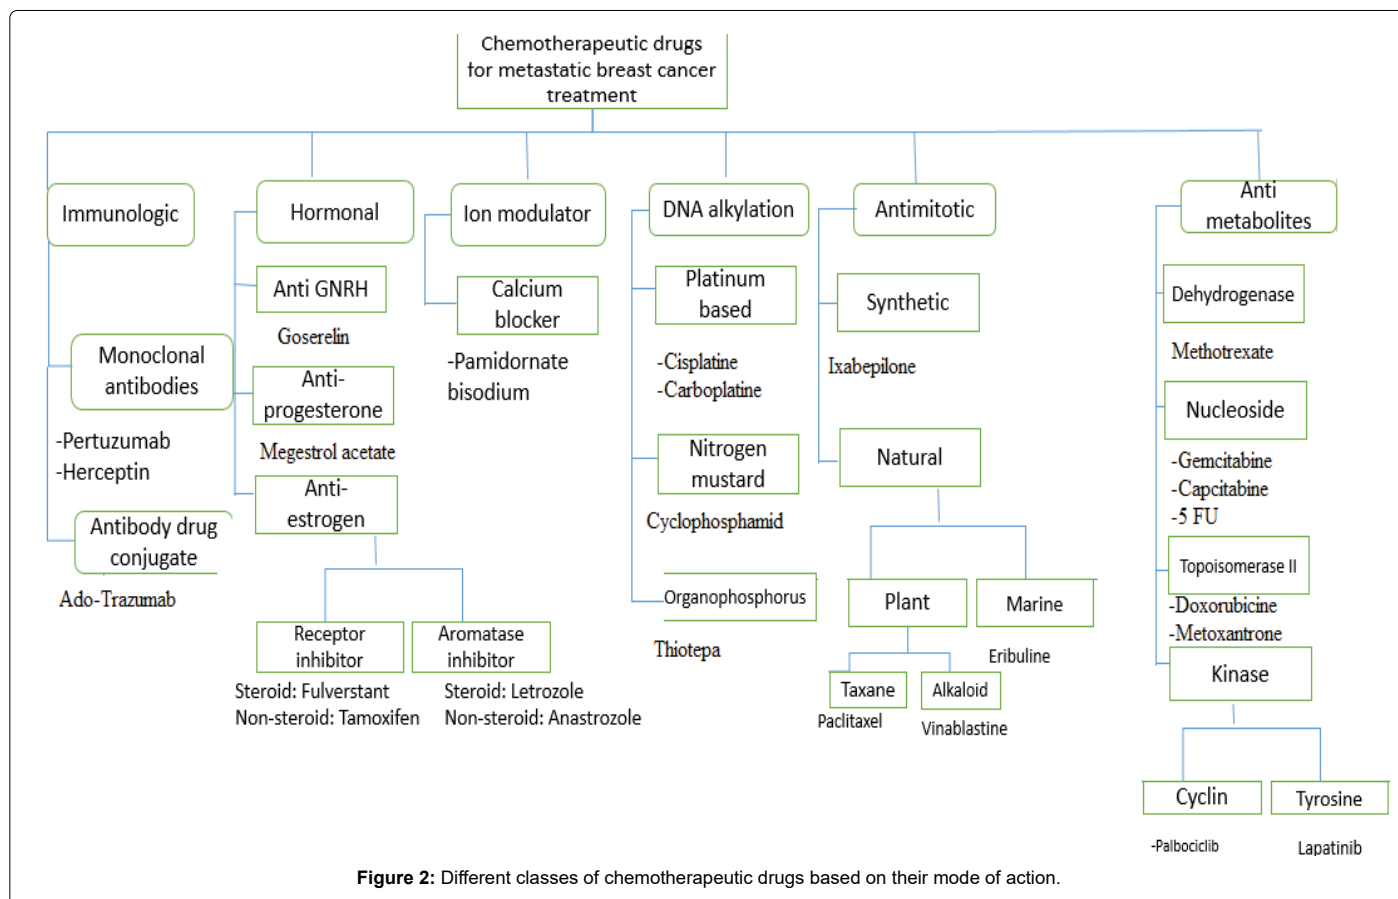 Chemotherapeutic drugs
for metastatic breast cancer
treatment
Immunologic
Monoclonal
antibodies
-Pertuzumab
-Herceptin
Antibody drug
conjugate
Ado-Trazumab
Hormonal
Anti GNRH
Goserelin
Anti-
progesterone
Megestrol acetate
Anti-
estrogen
Receptor
inhibitor
Steroid: Fulverstant
Non-steroid: Tamoxifen
Aromatase
inhibitor
Steroid: Letrozole
Non-steroid: Anastrozole
Ion modulator
Calcium
blocker
-Pamidornate
bisodium
DNA alkylation
Platinum
based
-Cisplatine
-Carboplatine
Nitrogen
mustard
Cyclophosphamid
Organophosphorus
Thiotepa
Antimitotic
Synthetic
Ixabepilone
Natural
Plant
Taxane
Paclitaxel
Alkaloid
Vinablastine
Marine
Eribuline
Anti
metabolites
Dehydrogenase
Methotrexate
Nucleoside
-Gemcitabine
-Capcitabine
-5 FU
Topoisomerase II
-Doxorubicine
-Metoxantrone
Kinase
Cyclin
-Palbociclib
Tyrosine
Lapatinib
Figure 2: Different classes of chemotherapeutic drugs based on their mode of action.